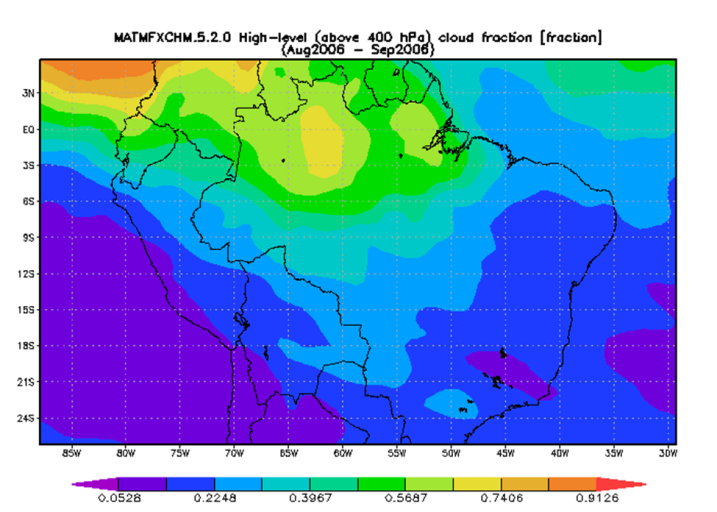 MATMFXCHM.5.2.0 High-level (above 400 hPa) cloud fraction [fraction]
(Aug2006 - Sep2006)
3N
EQ
3S
6S
9S
12S
15S
18S
21S
24S
85W 80W 75W 70W 65W 60W 55W 50W 45W 40W 35W 30W
0.0528 0.2248 0.3967 0.5687 0.7406 0.9126